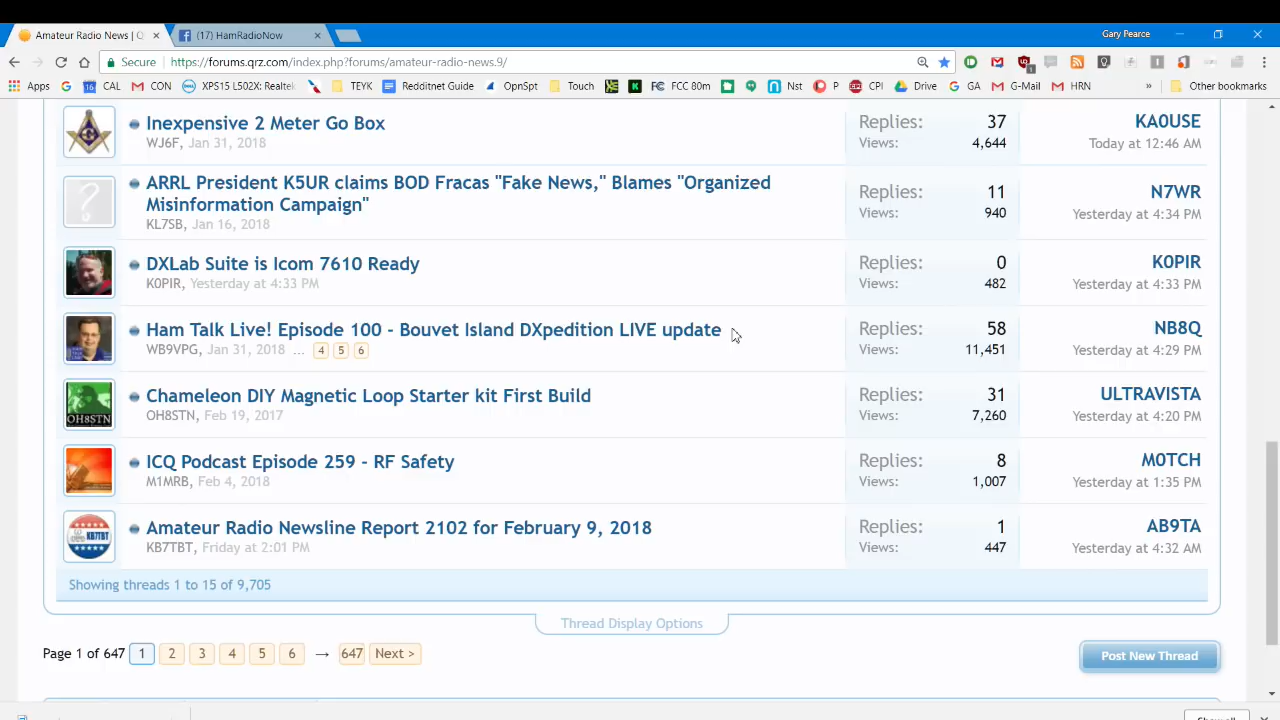 Amateur Radio News | Q
(17) HamRadioNow
Gary Pearce
Secure | https://forums.qrz.com/index.php?forums/amateur-radio-news.9/
Apps CAL CON XPS15 L502X: Realtek TEYK Redditnet Guide OpnSpt Touch FCC 80m Nst P CPI Drive GA G-Mail HRN » Other bookmarks
Inexpensive 2 Meter Go Box Replies: 37 KA0USE
WJ6F, Jan 31, 2018 Views: 4,644 Today at 12:46 AM
ARRL President K5UR claims BOD Fracas "Fake News," Blames "Organized Replies: 11 N7WR
Misinformation Campaign" Views: 940 Yesterday at 4:34 PM
KL7SB, Jan 16, 2018
DXLab Suite is Icom 7610 Ready Replies: 0 K0PIR
K0PIR, Yesterday at 4:33 PM Views: 482 Yesterday at 4:33 PM
Ham Talk Live! Episode 100 - Bouvet Island DXpedition LIVE update Replies: 58 NB8Q
WB9VPG, Jan 31, 2018 ... 4 5 6 Views: 11,451 Yesterday at 4:29 PM
Chameleon DIY Magnetic Loop Starter kit First Build Replies: 31 ULTRAVISTA
OH8STN, Feb 19, 2017 Views: 7,260 Yesterday at 4:20 PM
OH8STN
ICQ Podcast Episode 259 - RF Safety Replies: 8 M0TCH
M1MRB, Feb 4, 2018 Views: 1,007 Yesterday at 1:35 PM
Amateur Radio Newsline Report 2102 for February 9, 2018 Replies: 1 AB9TA
KB7TBT
KB7TBT, Friday at 2:01 PM Views: 447 Yesterday at 4:32 AM
Showing threads 1 to 15 of 9,705
Thread Display Options
Page 1 of 647 1 2 3 4 5 6 → 647 Next >
Post New Thread